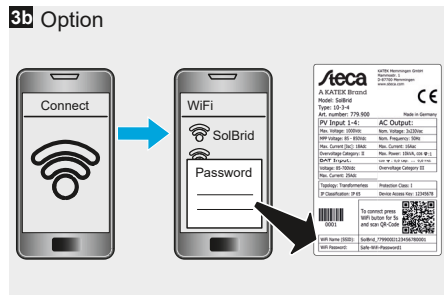 3b Option
Connect
WiFi
SolBrid
Password
Steca
KATEK Memmingen GmbH
Mammostr. 1
D-87700 Memmingen
www.steca.com
A KATEK Brand
Model: SolBrid
Type: 10-3-4
Art. number: 779.900 Made in Germany
PV Input 1-4: AC Output:
Max. Voltage: 1000Vdc Nom. Voltage: 3x230Vac
MPP Voltage: 85 - 850Vdc Nom. Frequency: 50Hz
Max. Current [Isc]: 18Adc Max. Current: 16Aac
Overvoltage Category: II Max. Power: 10kVA, cos Ψ-1
BAT Input:
Voltage: 85-700Vdc Overvoltage Category III
Max. Current: 25Adc
Topology: Transformerless Protection Class: 1
IP Classification: IP 65 Device Access Key: 12345678
0001
To connect press
WiFi button for 5s
and scan QR-Code
WiFi Name (SSID):
WiFi Password: Safe-Wifi-Password1